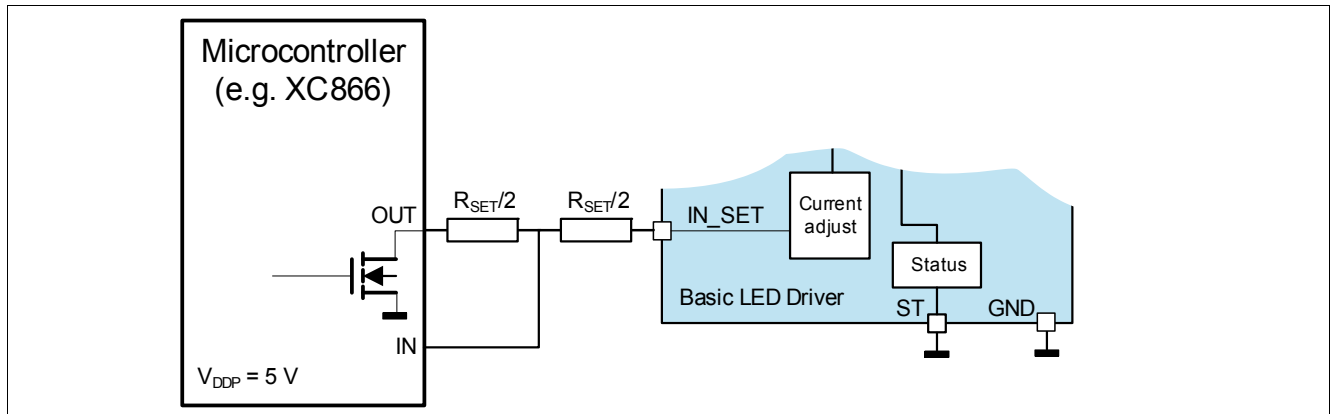 Microcontroller
(e.g. XC866)
OUT
R_SET/2
R_SET/2
IN_SET
Current
adjust
Status
Basic LED Driver
ST
GND
IN
V_DDP = 5 V